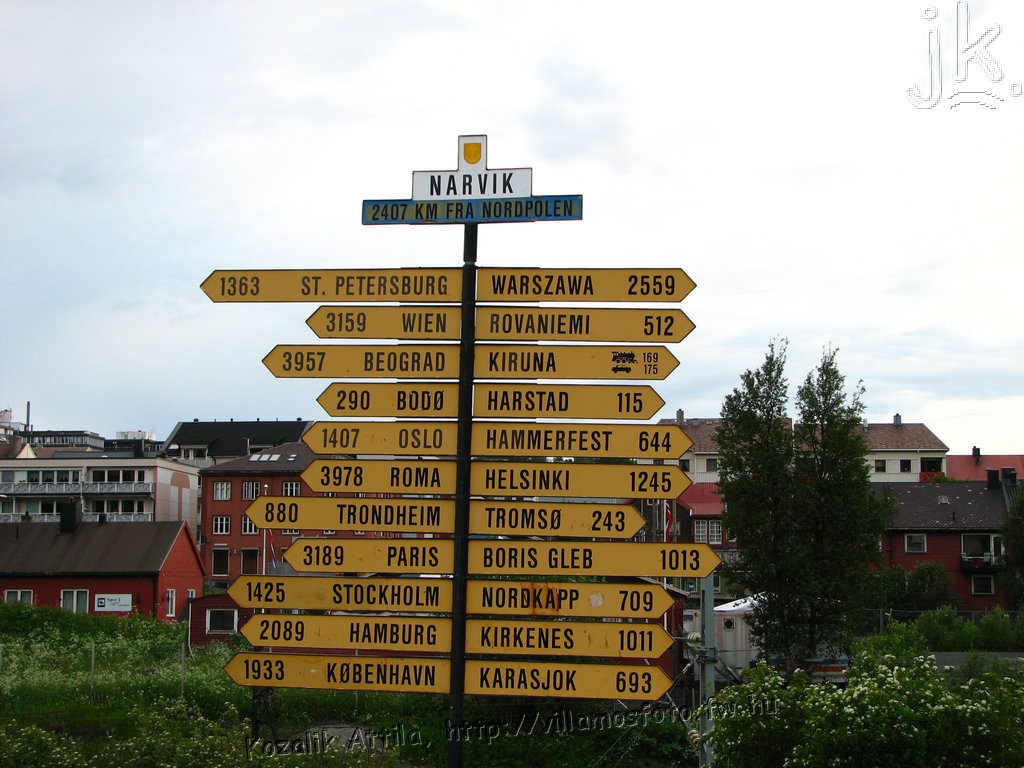 jk.
NARVIK
2407 KM FRA NORDPOLEN
1363 ST. PETERSBURG WARSZAWA 2559
3159 WIEN ROVANIEMI 512
3957 BEOGRAD KIRUNA 169
175
290 BODØ HARSTAD 115
1407 OSLO HAMMERFEST 644
3978 ROMA HELSINKI 1245
880 TRONDHEIM TROMSØ 243
3189 PARIS BORIS GLEB 1013
1425 STOCKHOLM NORDKAPP 709
2089 HAMBURG KIRKENES 1011
1933 KØBENHAVN KARASJOK 693
Kozalik Attila, http://villamosfoto.fw.hu